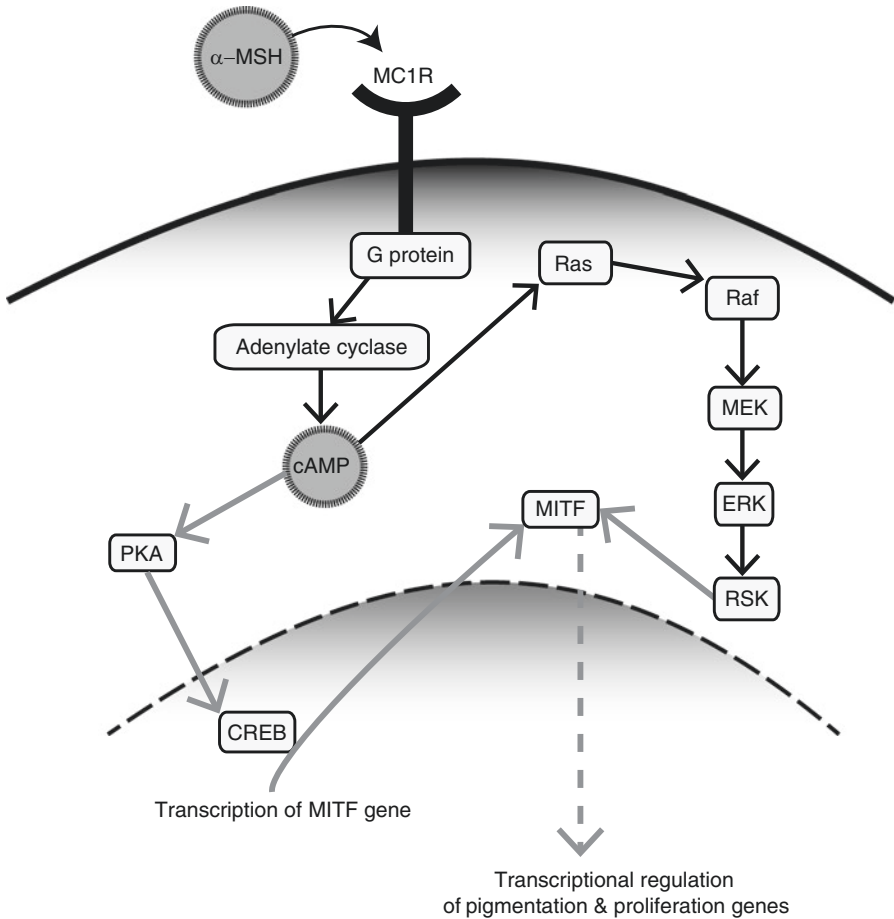 α–MSH
MC1R
G protein
Ras
Raf
Adenylate cyclase
MEK
cAMP
MITF
ERK
PKA
RSK
CREB
Transcription of MITF gene
Transcriptional regulation
of pigmentation & proliferation genes